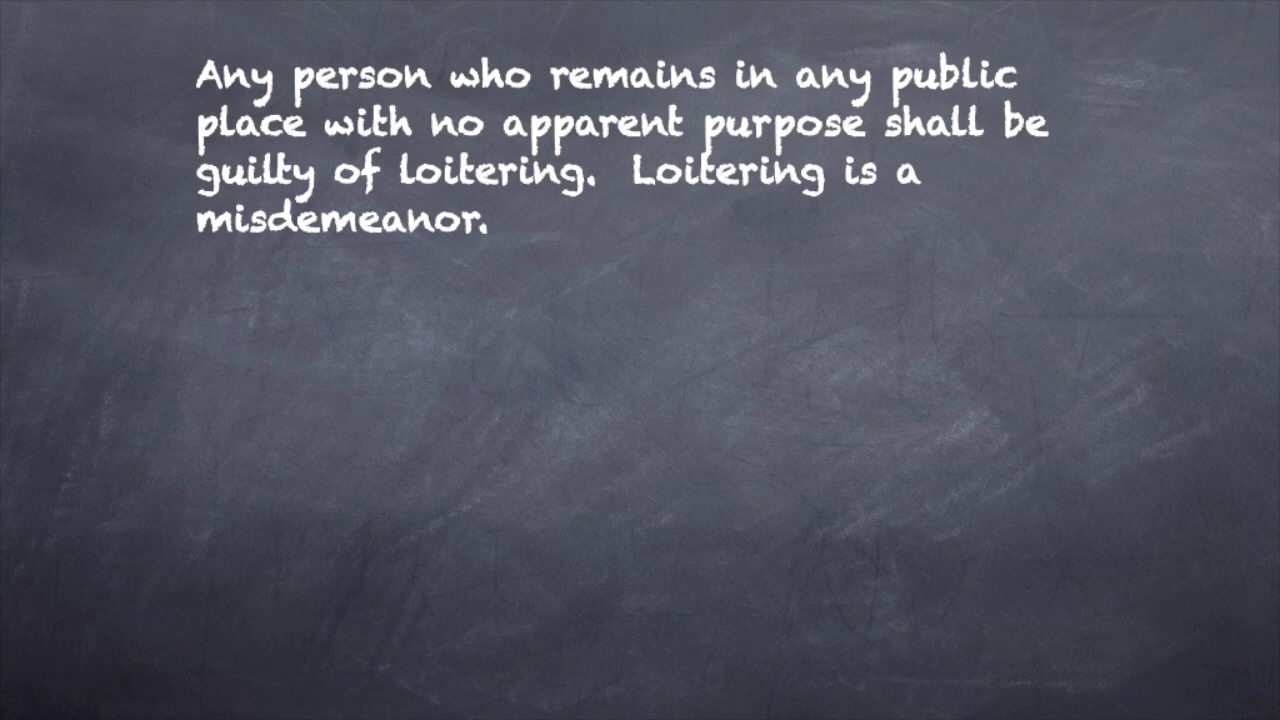 Any person who remains in any public
place with no apparent purpose shall be
guilty of loitering.  Loitering is a
misdemeanor.